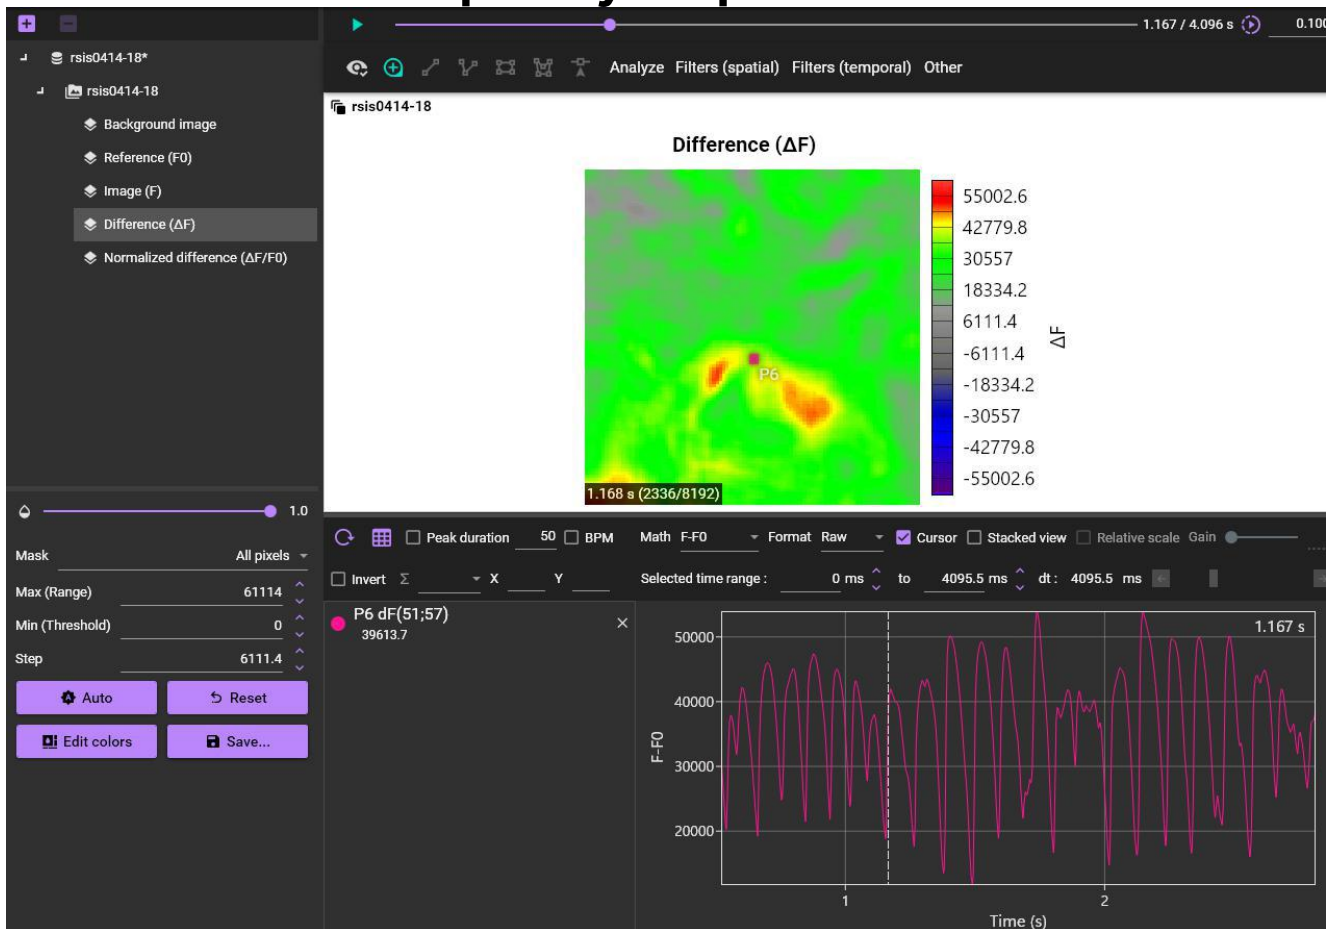 1.167 / 4.096 s
0.100
rsis0414-18*
rsis0414-18
Background image
Reference (F0)
Image (F)
Difference (ΔF)
Normalized difference (ΔF/F0)
Analyze Filters (spatial) Filters (temporal) Other
rsis0414-18
Difference (ΔF)
P6
1.168 s (2336/8192)
55002.6
42779.8
30557
18334.2
6111.4
-6111.4
-18334.2
-30557
-42779.8
-55002.6
ΔF
1.0
Mask All pixels
Max (Range) 61114
Min (Threshold) 0
Step 6111.4
Auto Reset
Edit colors Save...
Peak duration 50 BPM Math F-F0 Format Raw Cursor Stacked view Relative scale Gain
Invert Σ X Y Selected time range : 0 ms to 4095.5 ms dt : 4095.5 ms
P6 dF(51;57)
39613.7
1.167 s
50000
40000
30000
20000
F-F0
1 2
Time (s)